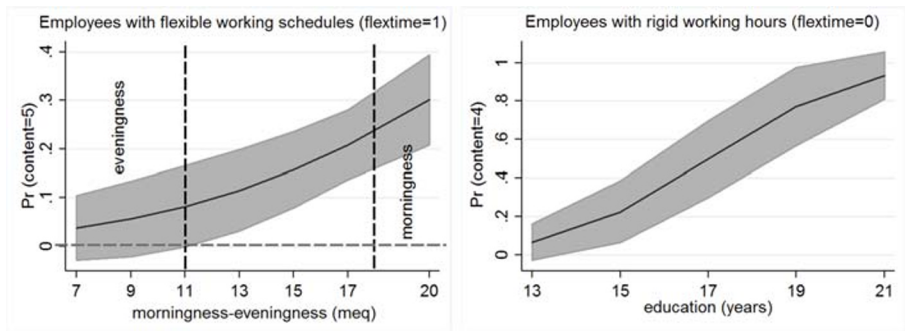 Employees with flexible working schedules (flextime=1)
Pr (content=5)
.4
.3
.2
.1
0
eveningness
morningness
7 9 11 13 15 17 20
morningness-eveningness (meq)
Employees with rigid working hours (flextime=0)
Pr (content=4)
1
.8
.6
.4
.2
0
13 15 17 19 21
education (years)